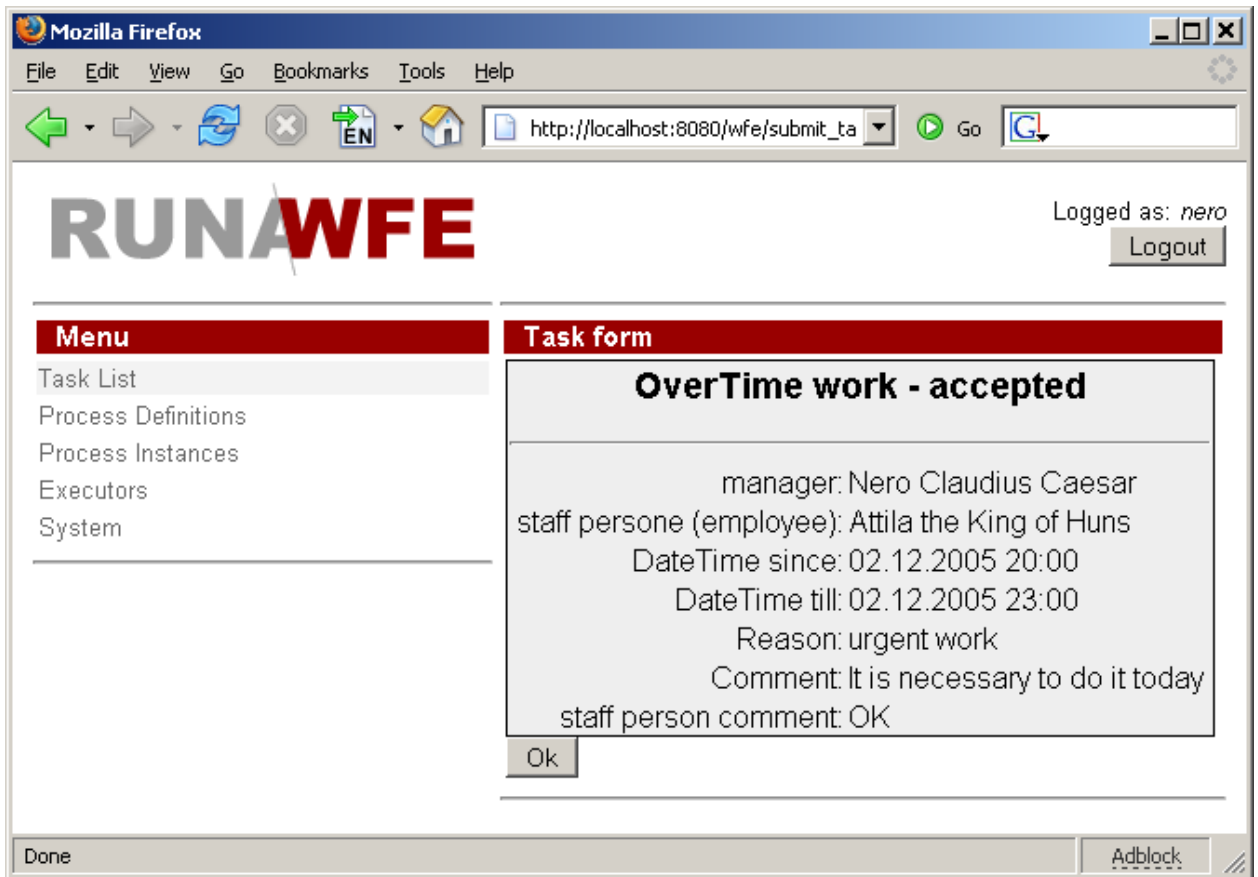 Mozilla Firefox
File Edit View Go Bookmarks Tools Help
EN http://localhost:8080/wfe/submit_ta Go G
RUNAWFE
Logged as: nero
Logout
Menu
Task List
Process Definitions
Process Instances
Executors
System
Task form
OverTime work - accepted
manager: Nero Claudius Caesar
staff persone (employee): Attila the King of Huns
DateTime since: 02.12.2005 20:00
DateTime till: 02.12.2005 23:00
Reason: urgent work
Comment: It is necessary to do it today
staff person comment: OK
Ok
Done Adblock